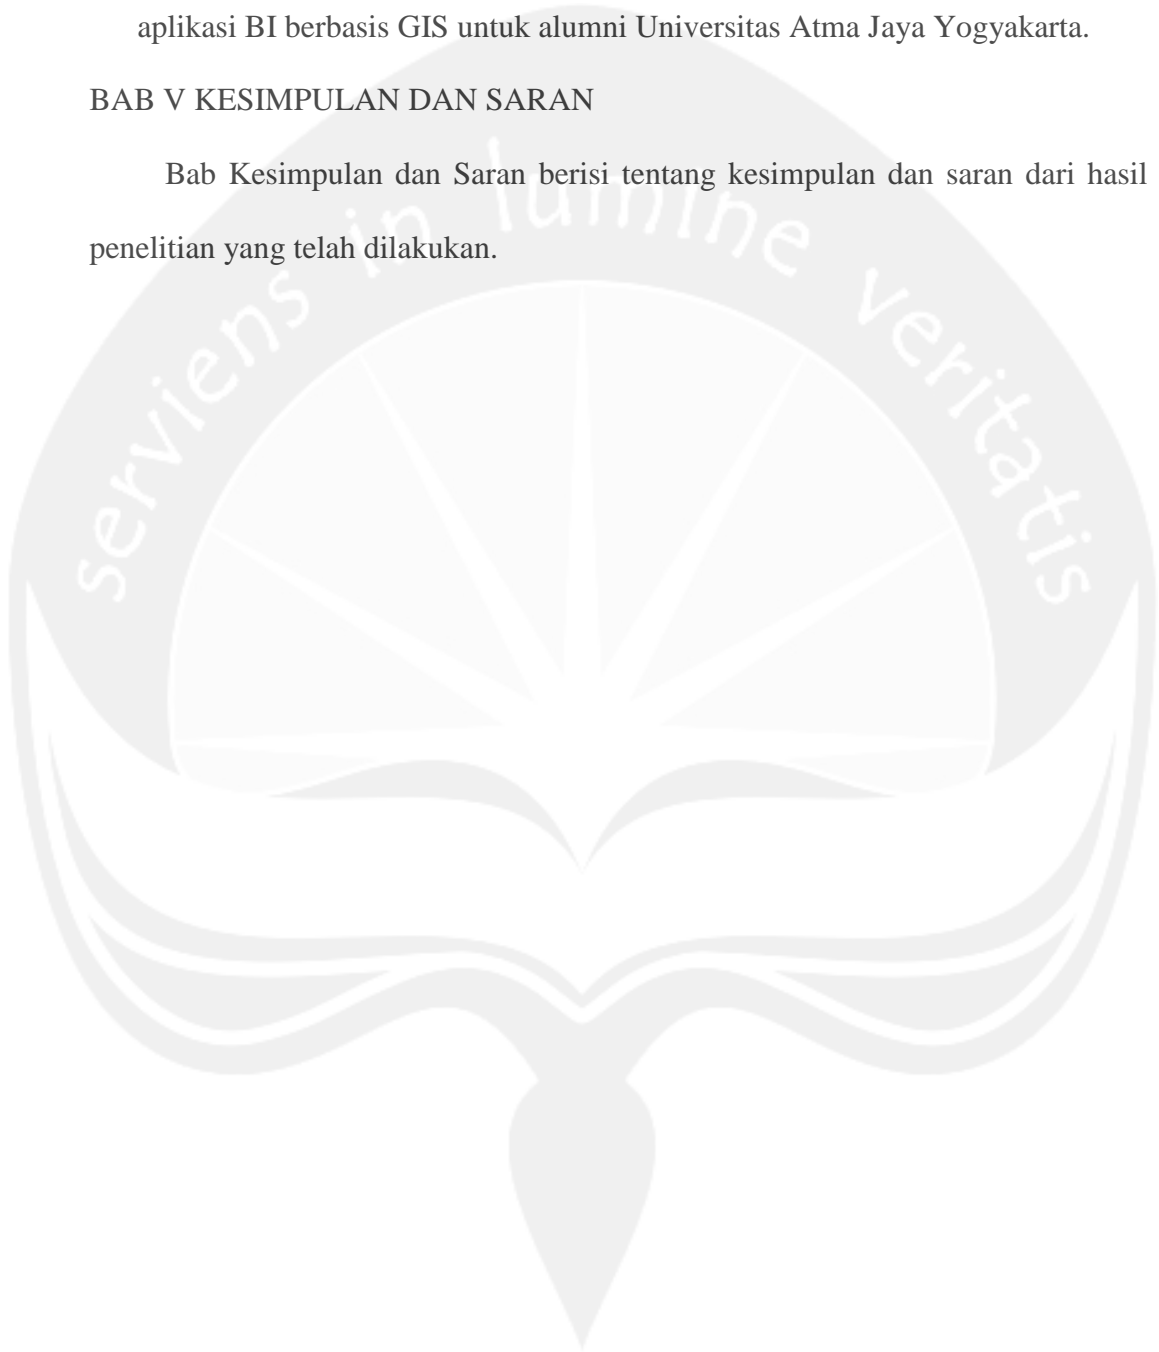 aplikasi BI berbasis GIS untuk alumni Universitas Atma Jaya Yogyakarta.
BAB V KESIMPULAN DAN SARAN
Bab Kesimpulan dan Saran berisi tentang kesimpulan dan saran dari hasil
penelitian yang telah dilakukan.
serviens in lumine veritatis